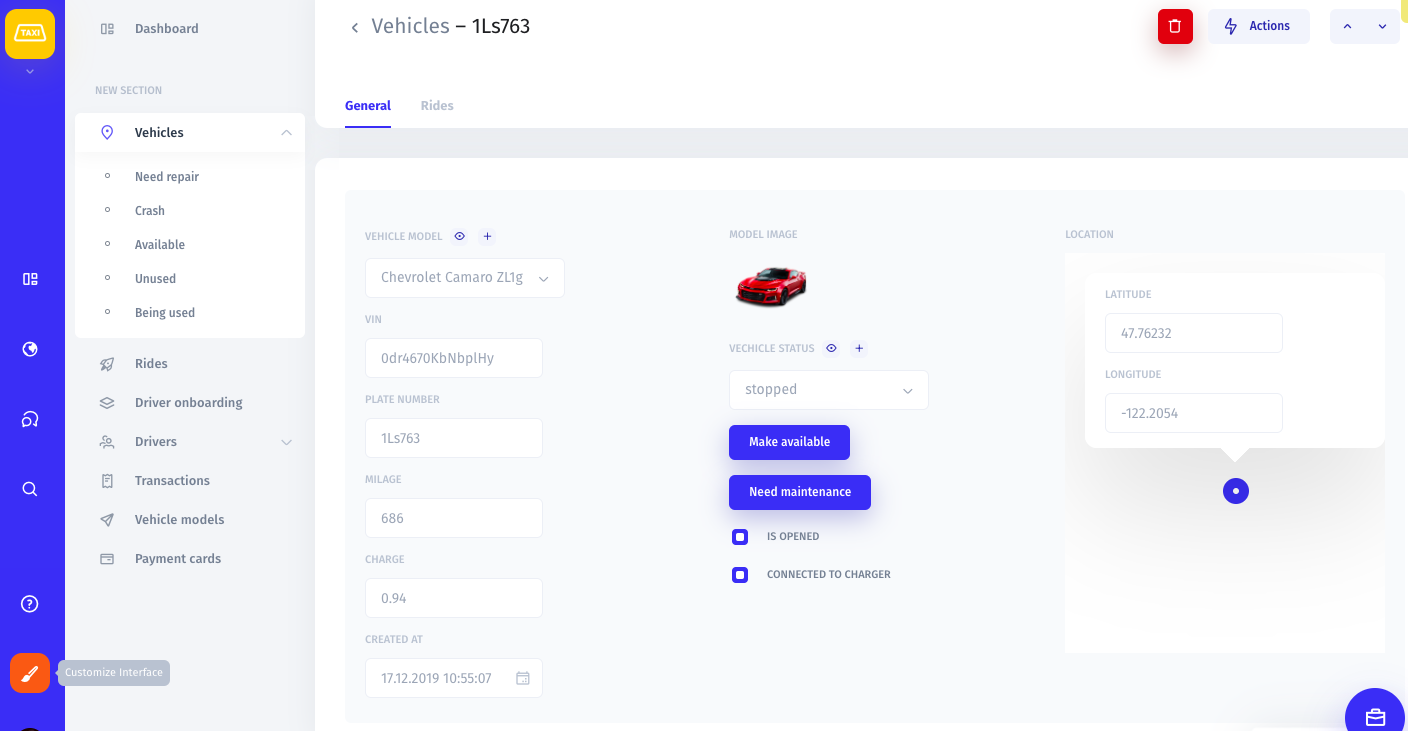 TAXI
Dashboard
NEW SECTION
Vehicles
Need repair
Crash
Available
Unused
Being used
Rides
Driver onboarding
Drivers
Transactions
Vehicle models
Payment cards
Customize Interface
Vehicles – 1Ls763
Actions
General
Rides
VEHICLE MODEL
Chevrolet Camaro ZL1g
VIN
0dr4670KbNbplHy
PLATE NUMBER
1Ls763
MILAGE
686
CHARGE
0.94
CREATED AT
17.12.2019 10:55:07
MODEL IMAGE
VECHICLE STATUS
stopped
Make available
Need maintenance
IS OPENED
CONNECTED TO CHARGER
LOCATION
LATITUDE
47.76232
LONGITUDE
-122.2054